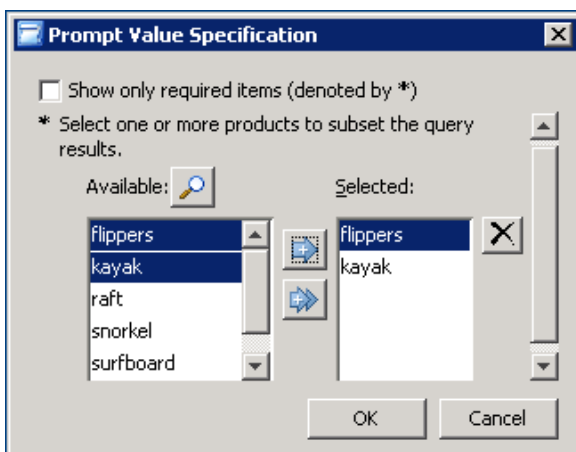 Prompt Value Specification
Show only required items (denoted by *)
* Select one or more products to subset the query
results.
Available:
Selected:
flippers
kayak
raft
snorkel
surfboard
flippers
kayak
OK
Cancel